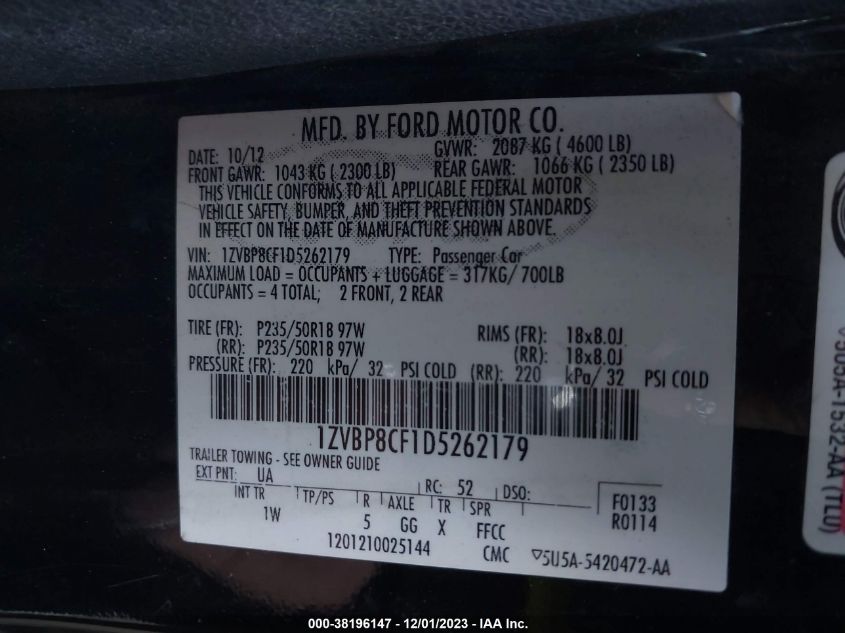 MFD. BY FORD MOTOR CO.
DATE: 10/12 GVWR: 2087 KG ( 4600 LB)
FRONT GAWR: 1043 KG ( 2300 LB) REAR GAWR: 1066 KG ( 2350 LB)
THIS VEHICLE CONFORMS TO ALL APPLICABLE FEDERAL MOTOR
VEHICLE SAFETY, BUMPER, AND THEFT PREVENTION STANDARDS
IN EFFECT ON THE DATE OF MANUFACTURE SHOWN ABOVE.
VIN: 1ZVBP8CF1D5262179 TYPE: Passenger Car
MAXIMUM LOAD = OCCUPANTS + LUGGAGE = 317KG/ 700LB
OCCUPANTS = 4 TOTAL; 2 FRONT, 2 REAR
TIRE (FR): P235/50R18 97W RIMS (FR): 18x8.0J
(RR): P235/50R18 97W (RR): 18x8.0J
PRESSURE (FR): 220 kPa/ 32 PSI COLD (RR): 220 kPa/ 32 PSI COLD
1ZVBP8CF1D5262179
TRAILER TOWING - SEE OWNER GUIDE
EXT PNT: UA RC: 52 DSO: F0133
INT TR TP/PS R AXLE TR SPR R0114
1W 5 GG X FFCC
1201210025144 CMC ▽5U5A-5420472-AA
000-38196147 - 12/01/2023 - IAA Inc.